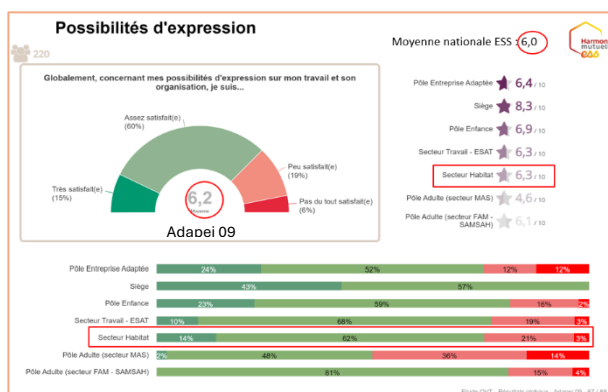 Possibilités d'expression
Moyenne nationale ESS : 6,0
Harmonie
mutuelle
ess
220
Globalement, concernant mes possibilités d'expression sur mon travail et son
organisation, je suis...
Assez satisfait(e)
(60%)
Peu satisfait(e)
(19%)
Très satisfait(e)
(15%)
Pas du tout satisfait(e)
(6%)
6,2
Moyenne
Adapei 09
Pôle Entreprise Adaptée 6,4 / 10
Siège 8,3 / 10
Pôle Enfance 6,9 / 10
Secteur Travail - ESAT 6,3 / 10
Secteur Habitat 6,3 / 10
Pôle Adulte (secteur MAS) 4,6 / 10
Pôle Adulte (secteur FAM -
SAMSAH) 6,1 / 10
Pôle Entreprise Adaptée 24% 52% 12% 12%
Siège 43% 57%
Pôle Enfance 23% 59% 16% 2%
Secteur Travail - ESAT 10% 68% 19% 3%
Secteur Habitat 14% 62% 21% 3%
Pôle Adulte (secteur MAS) 2% 48% 36% 14%
Pôle Adulte (secteur FAM - SAMSAH) 81% 15% 4%